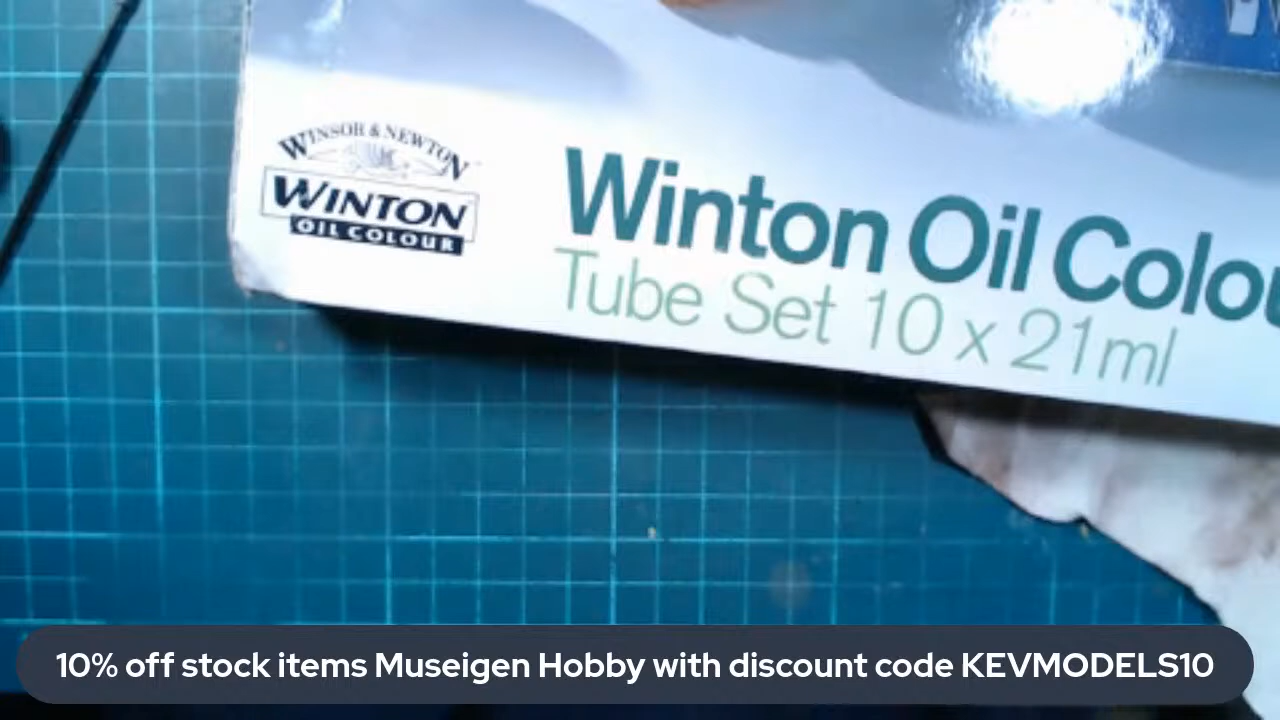 WINSOR & NEWTON
WINTON
OIL COLOUR
Winton Oil Colou
Tube Set 10 x 21ml
10% off stock items Museigen Hobby with discount code KEVMODELS10